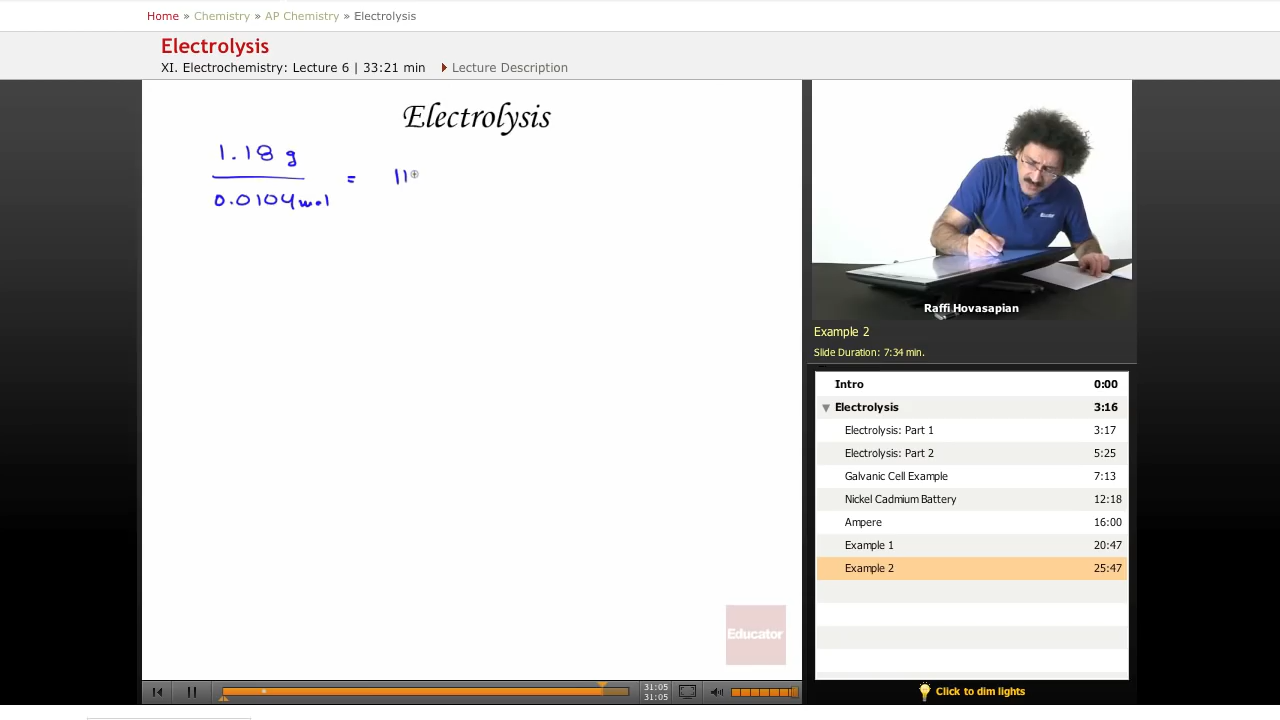 Home » Chemistry » AP Chemistry » Electrolysis
Electrolysis
XI. Electrochemistry: Lecture 6 | 33:21 min Lecture Description
Electrolysis
1.18 g
= 11
0.0104 mol
Raffi Hovasapian
Example 2
Slide Duration: 7:34 min.
Intro 0:00
Electrolysis 3:16
Electrolysis: Part 1 3:17
Electrolysis: Part 2 5:25
Galvanic Cell Example 7:13
Nickel Cadmium Battery 12:18
Ampere 16:00
Example 1 20:47
Example 2 25:47
Educator
31:05
31:05
Click to dim lights